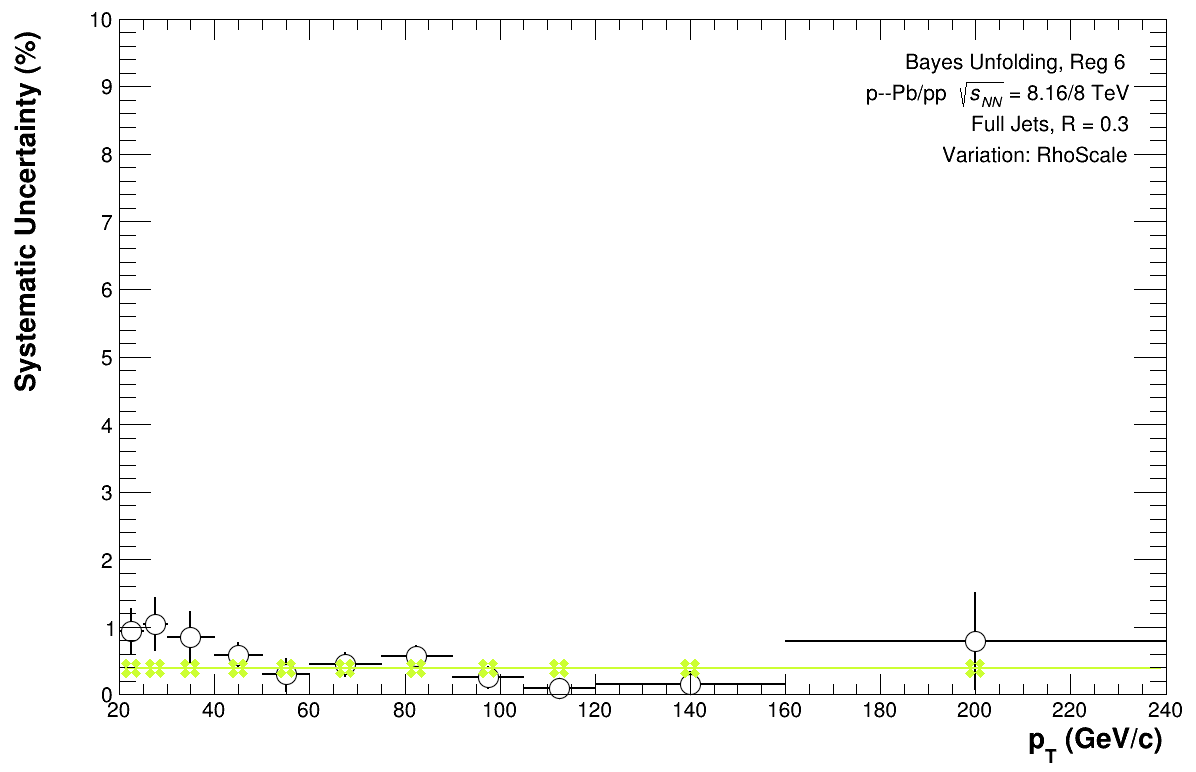 Systematic Uncertainty (%)
10
9
8
7
6
5
4
3
2
1
0
Bayes Unfolding, Reg 6
p--Pb/pp √s_NN = 8.16/8 TeV
Full Jets, R = 0.3
Variation: RhoScale
20 40 60 80 100 120 140 160 180 200 220 240
p_T (GeV/c)